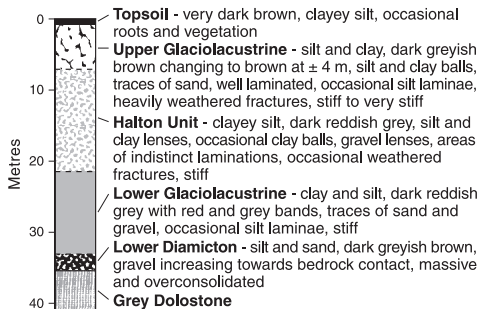 0
10
20
30
40
Metres
Topsoil - very dark brown, clayey silt, occasional
roots and vegetation
Upper Glaciolacustrine - silt and clay, dark greyish
brown changing to brown at ± 4 m, silt and clay balls,
traces of sand, well laminated, occasional silt laminae,
heavily weathered fractures, stiff to very stiff
Halton Unit - clayey silt, dark reddish grey, silt and
clay lenses, occasional clay balls, gravel lenses, areas
of indistinct laminations, occasional weathered
fractures, stiff
Lower Glaciolacustrine - clay and silt, dark reddish
grey with red and grey bands, traces of sand and
gravel, occasional silt laminae, stiff
Lower Diamicton - silt and sand, dark greyish brown,
gravel increasing towards bedrock contact, massive
and overconsolidated
Grey Dolostone